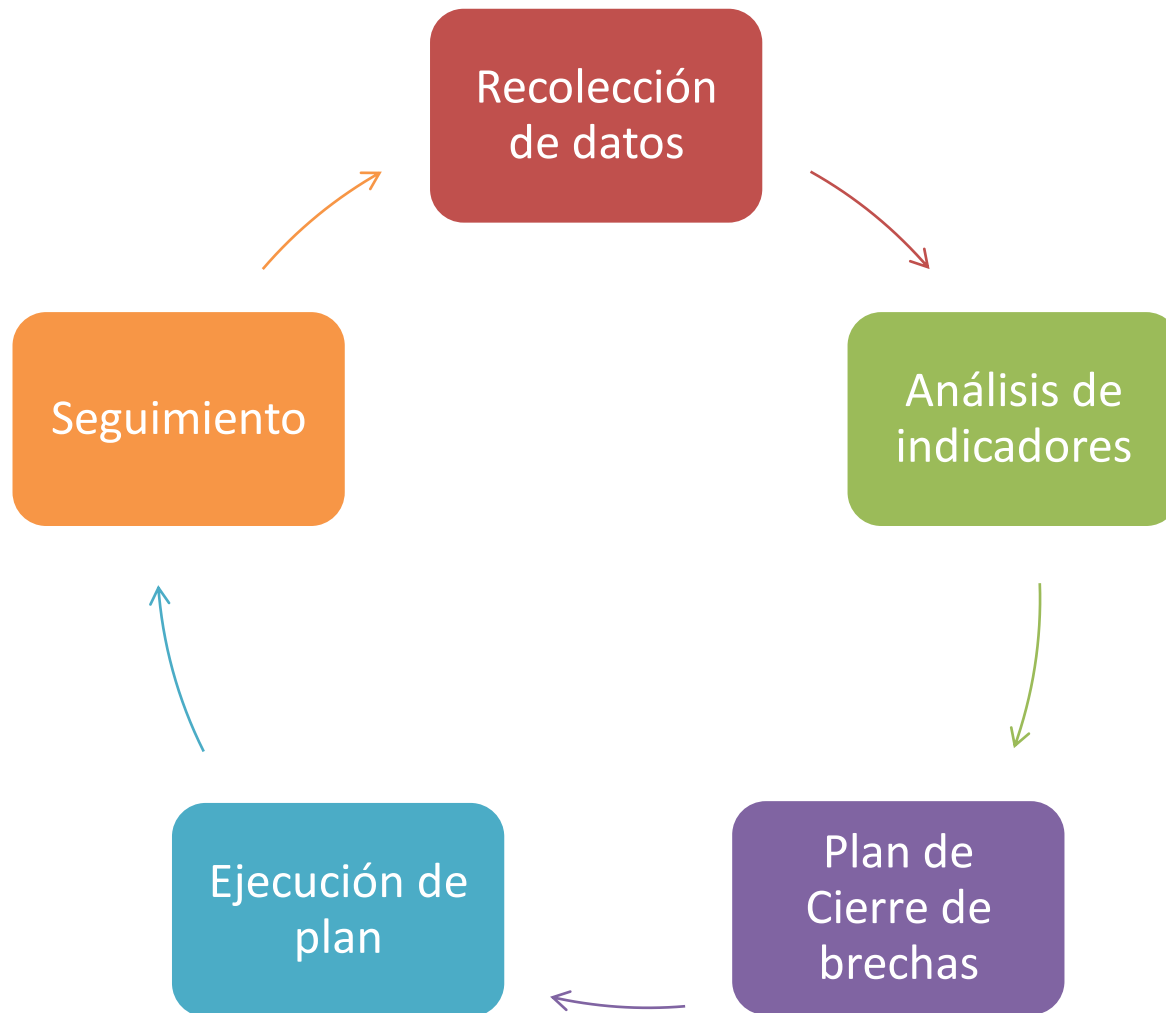 Recolección
de datos
Análisis de
indicadores
Plan de
Cierre de
brechas
Ejecución de
plan
Seguimiento